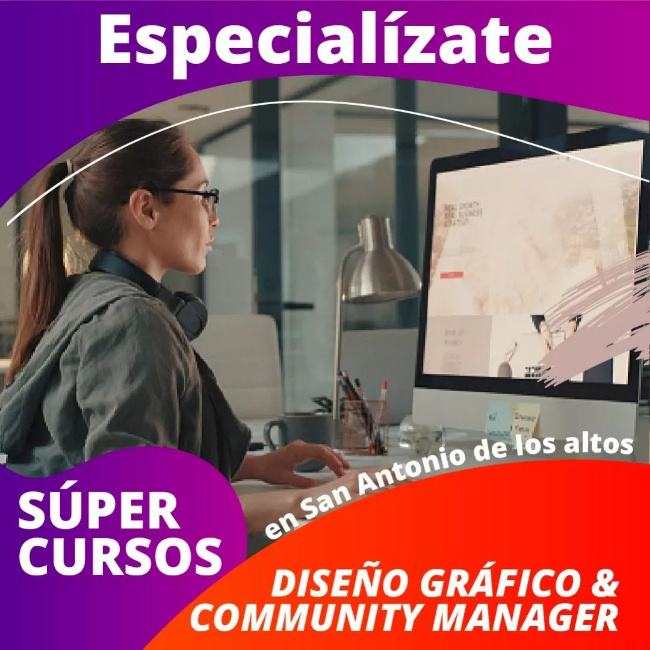 Especialízate
en San Antonio de los altos
SÚPER
CURSOS
DISEÑO GRÁFICO &
COMMUNITY MANAGER